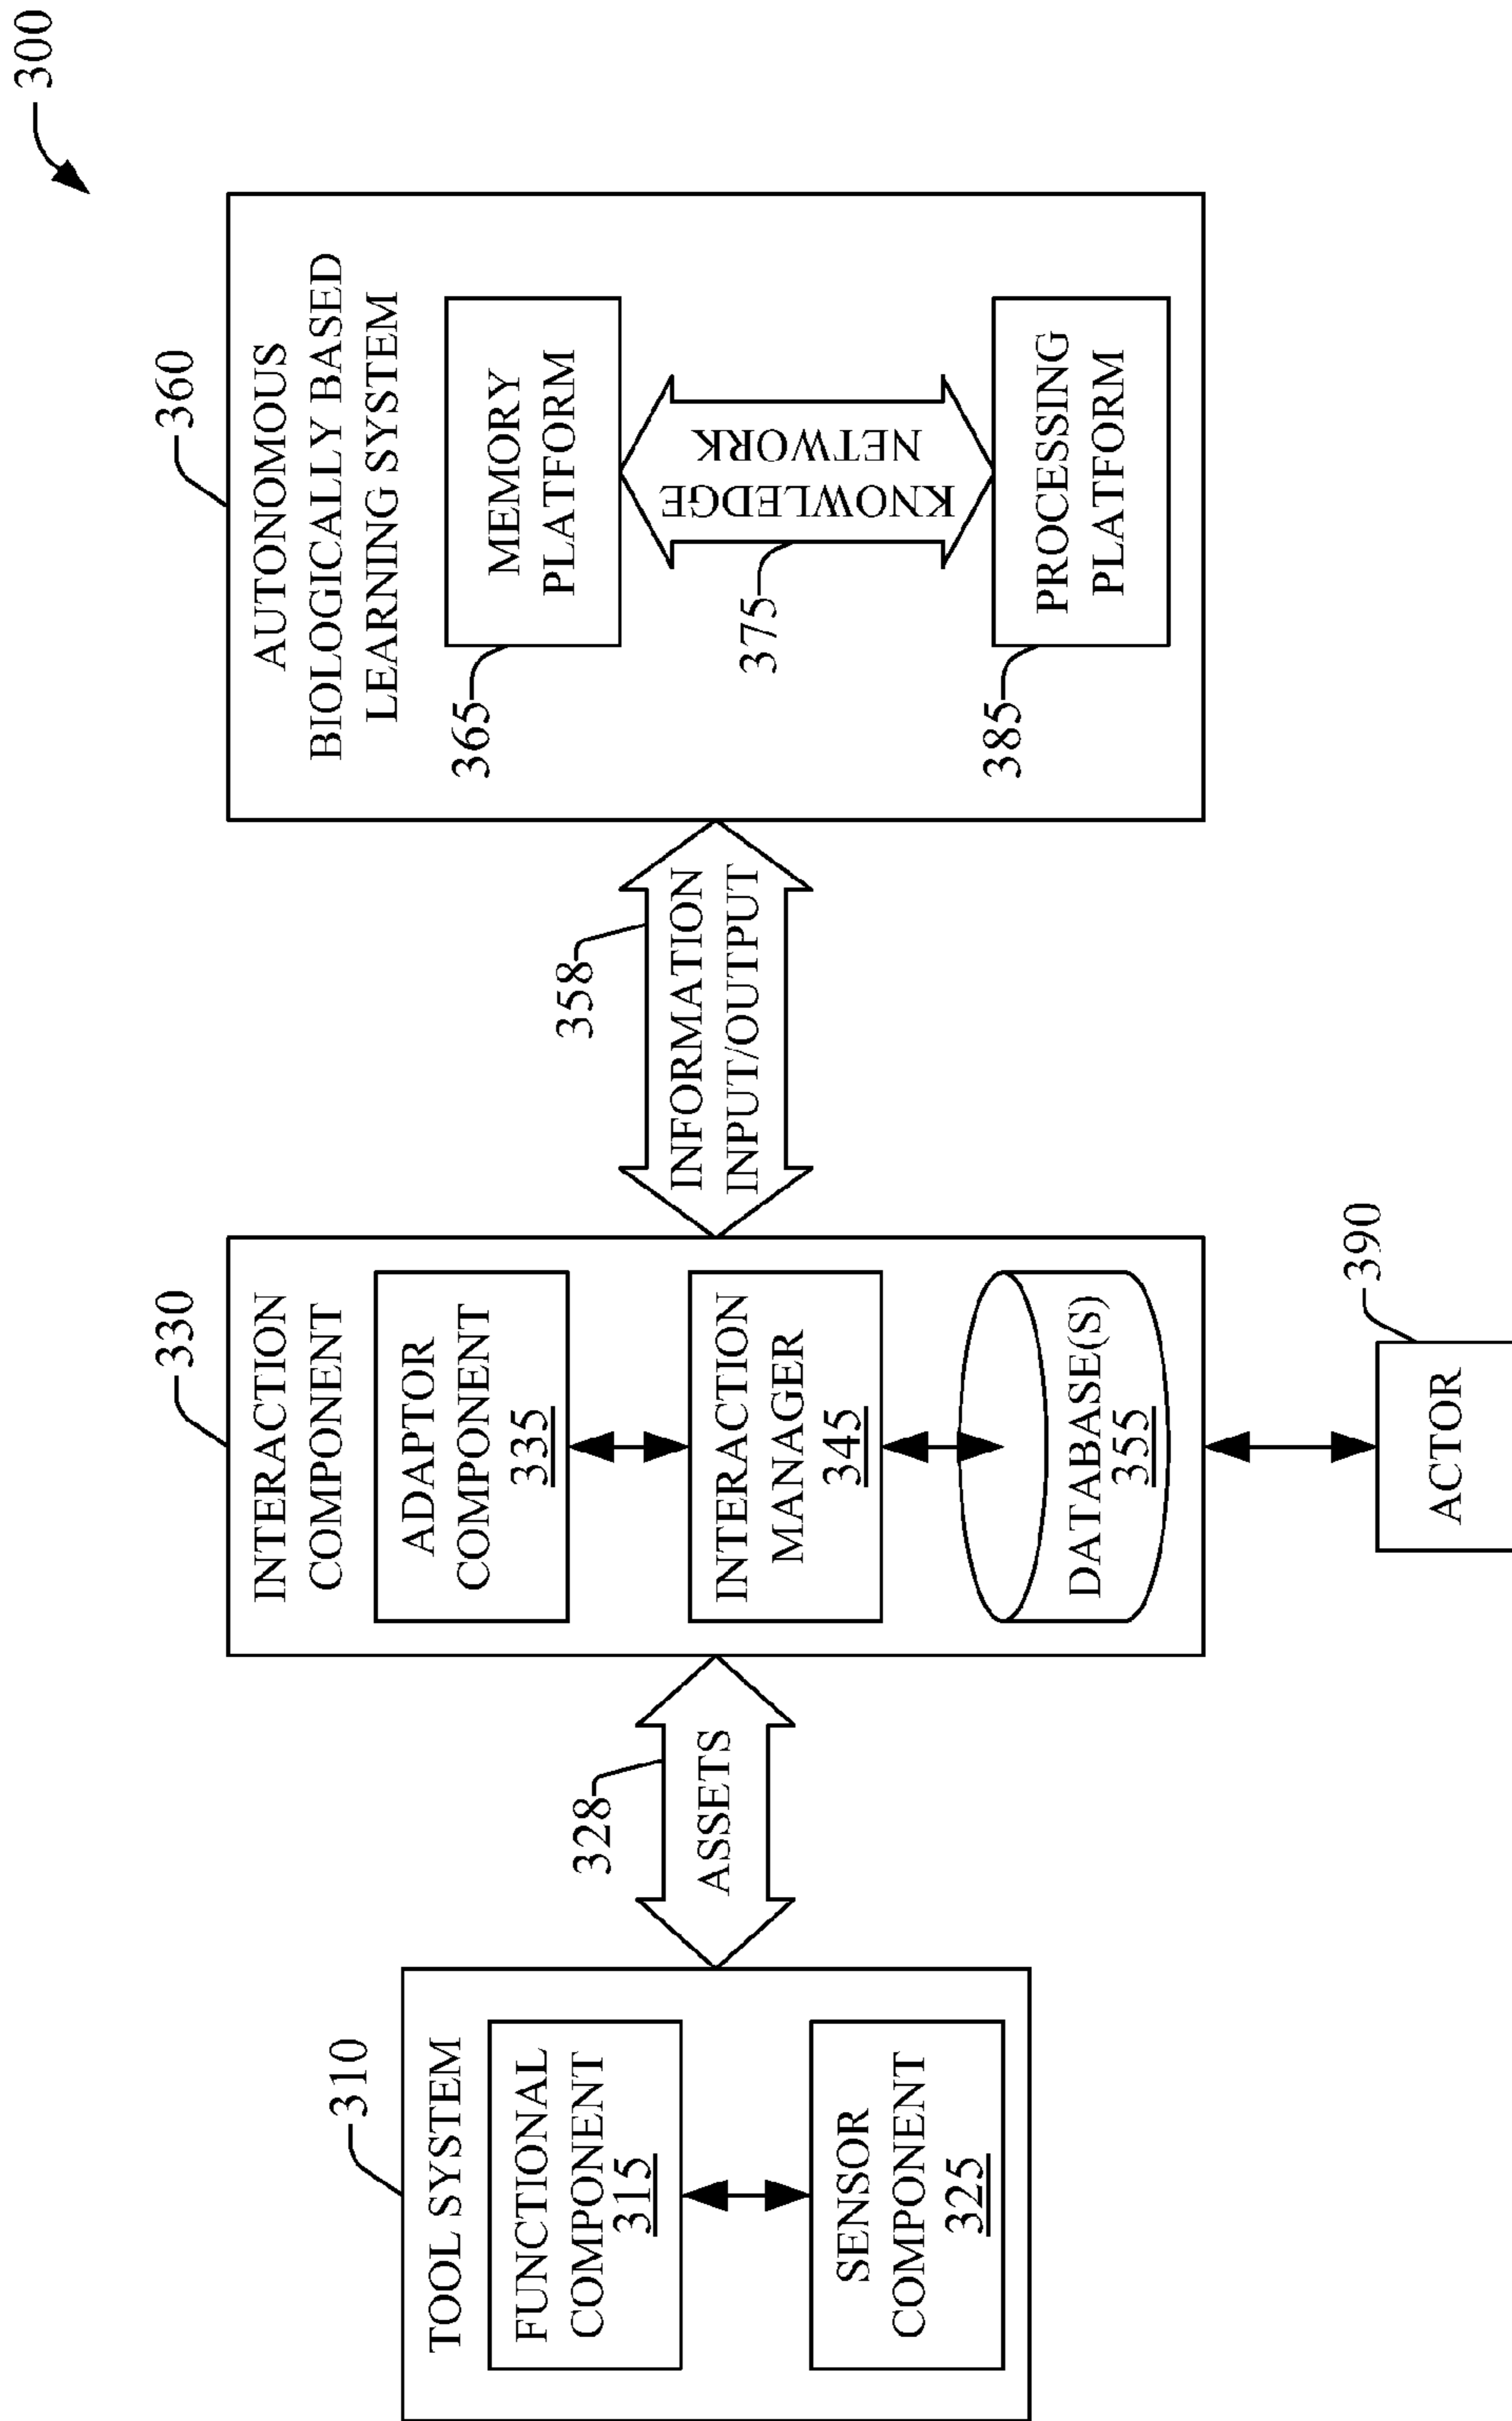 300
310
TOOL SYSTEM
FUNCTIONAL
COMPONENT
315
SENSOR
COMPONENT
325
328
ASSETS
330
INTERACTION
COMPONENT
ADAPTOR
COMPONENT
335
INTERACTION
MANAGER
345
DATABASE(S)
355
390
ACTOR
358
INFORMATION
INPUT/OUTPUT
360
AUTONOMOUS
BIOLOGICALLY BASED
LEARNING SYSTEM
365
MEMORY
PLATFORM
375
KNOWLEDGE
NETWORK
385
PROCESSING
PLATFORM